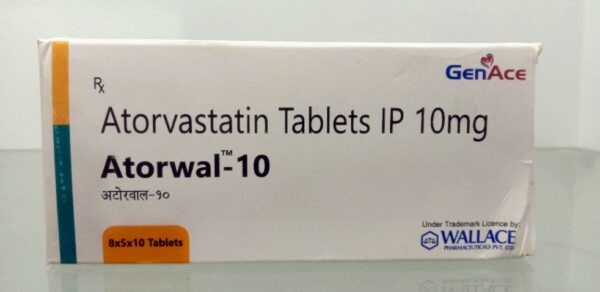 GenAce
Rx
Atorvastatin Tablets IP 10mg
Atorwal™-10
अटोरवाल-१०
8x5x10 Tablets
Under Trademark Licence by:
WALLACE
PHARMACEUTICALS PVT. LTD.